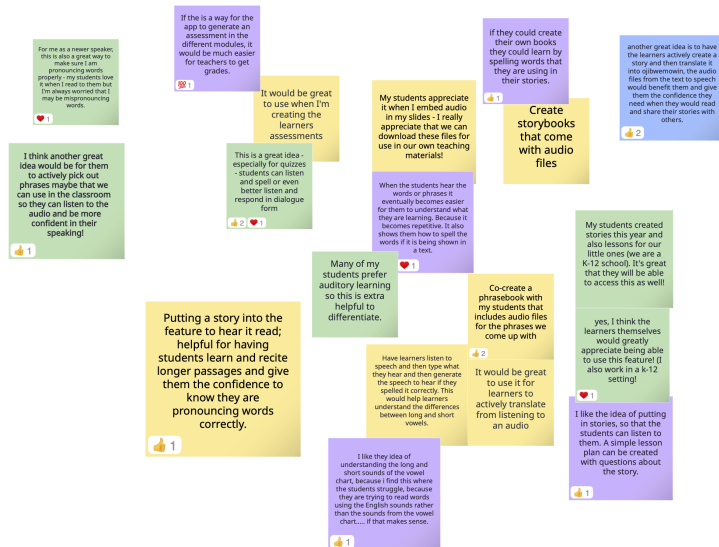 For me as a newer speaker,
this is also a great way to
make sure I am
pronouncing words
properly - my students love
it when I read to them but
I'm always worried that I
may be mispronouncing
words.
1
If the is a way for the
app to generate an
assessment in the
different modules, it
would be much easier
for teachers to get
grades.
100 1
It would be great
to use when I'm
creating the
learners
assessments
My students appreciate
it when I embed audio
in my slides - I really
appreciate that we can
download these files for
use in our own teaching
materials!
if they could create
their own books
they could learn by
spelling words that
they are using in
their stories.
1
Create
storybooks that
come with audio
files
another great idea is to have
the learners actively create a
story and then translate it
into ojibwemowin, the audio
files from the text to speech
would benefit them and give
them the confidence they
need when they would read
and share their stories with
others.
2
I think another great
idea would be for them
to actively pick out
phrases maybe that we
can use in the classroom
so they can listen to the
audio and be more
confident in their
speaking!
1
This is a great idea -
especially for quizzes
- students can listen
and spell or even
better listen and
respond in dialogue
form
2 1
When the students hear the
words or phrases it
eventually becomes easier
for them to understand what
they are learning. Because it
becomes repetitive. It also
shows them how to spell the
words if it is being shown in
a text.
1
Many of my
students prefer
auditory learning
so this is extra
helpful to
differentiate.
My students created
stories this year and
also lessons for our
little ones (we are a
K-12 school). It's great
that they will be able
to access this as well!
Co-create a
phrasebook with
my students that
includes audio files
for the phrases we
come up with
2
Putting a story into the
feature to hear it read;
helpful for having
students learn and recite
longer passages and give
them the confidence to
know they are
pronouncing words
correctly.
1
yes, I think the
learners themselves
would greatly
appreciate being able
to use this feature! (I
also work in a k-12
setting!
1
Have learners listen to
speech and then type what
they hear and then generate
the speech to hear if they
spelled it correctly. This
would help learners
understand the differences
between long and short
vowels.
It would be great
to use it for
learners to
actively translate
from listening to
an audio
I like the idea of putting
in stories, so that the
students can listen to
them. A simple lesson
plan can be created
with questions about
the story.
1
I like they idea of
understanding the long and
short sounds of the vowel
chart, because i find this where
the students struggle, because
they are trying to read words
using the English sounds rather
than the sounds from the vowel
chart..... if that makes sense.
1